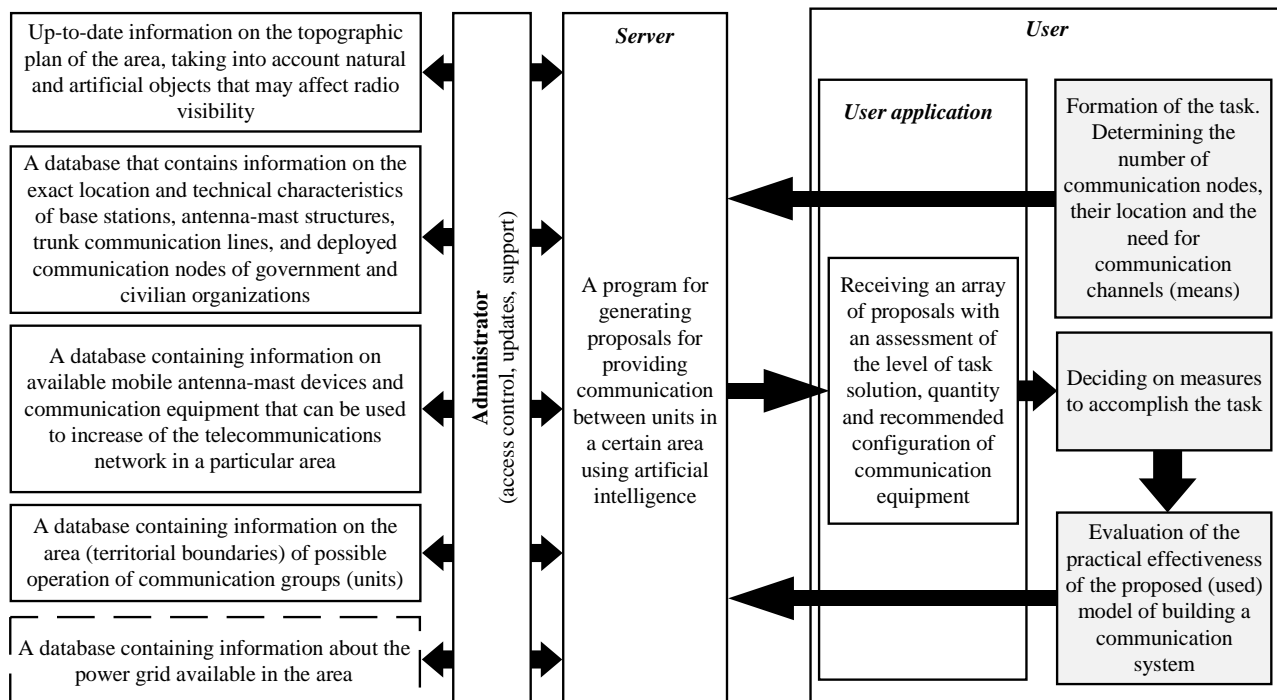 Up-to-date information on the topographic
plan of the area, taking into account natural
and artificial objects that may affect radio
visibility
A database that contains information on the
exact location and technical characteristics
of base stations, antenna-mast structures,
trunk communication lines, and deployed
communication nodes of government and
civilian organizations
A database containing information on
available mobile antenna-mast devices and
communication equipment that can be used
to increase of the telecommunications
network in a particular area
A database containing information on the
area (territorial boundaries) of possible
operation of communication groups (units)
A database containing information about the
power grid available in the area
Administrator
(access control, updates, support)
Server
A program for
generating
proposals for
providing
communication
between units in
a certain area
using artificial
intelligence
User
User application
Receiving an array
of proposals with
an assessment of
the level of task
solution, quantity
and recommended
configuration of
communication
equipment
Formation of the task.
Determining the
number of
communication nodes,
their location and the
need for
communication
channels (means)
Deciding on measures
to accomplish the task
Evaluation of the
practical effectiveness
of the proposed (used)
model of building a
communication
system